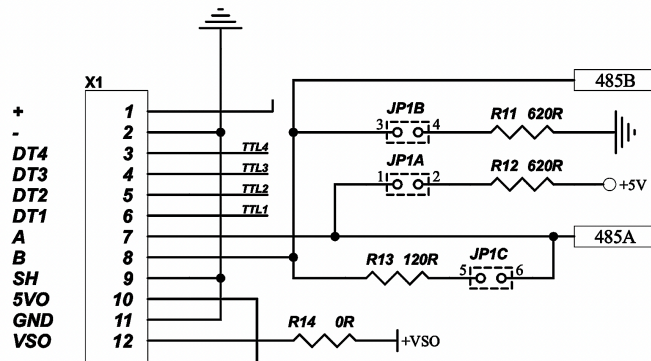 X1
485B
JP1B
R11 620R
+ 1
3 4
- 2
DT4 3 TTL4
JP1A
R12 620R
DT3 4 TTL3
1 2
+5V
DT2 5 TTL2
DT1 6 TTL1
A 7
485A
B 8
R13 120R
JP1C
5 6
SH 9
5VO 10
GND 11
R14 0R
VSO 12
+VSO